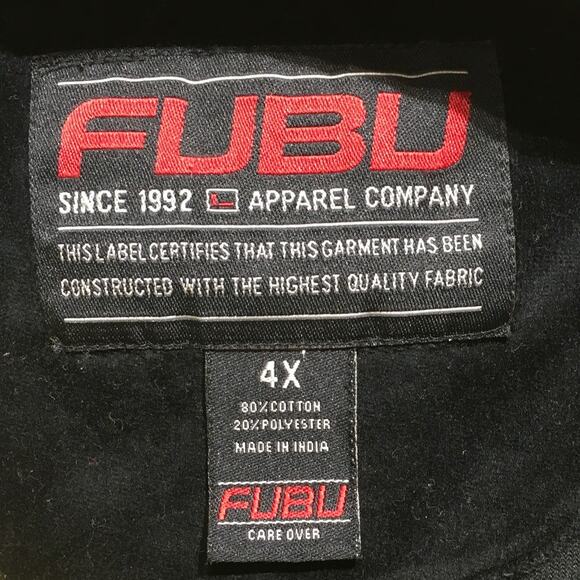 FUBU
SINCE 1992 APPAREL COMPANY
THIS LABEL CERTIFIES THAT THIS GARMENT HAS BEEN
CONSTRUCTED WITH THE HIGHEST QUALITY FABRIC
4X
80% COTTON
20% POLYESTER
MADE IN INDIA
FUBU
CARE OVER